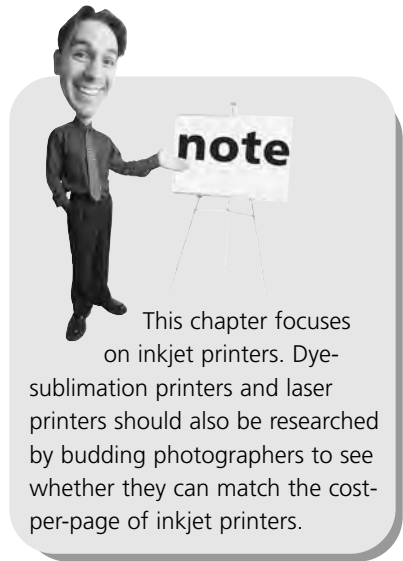 note
This chapter focuses
on inkjet printers. Dye-
sublimation printers and laser
printers should also be researched
by budding photographers to see
whether they can match the cost-
per-page of inkjet printers.